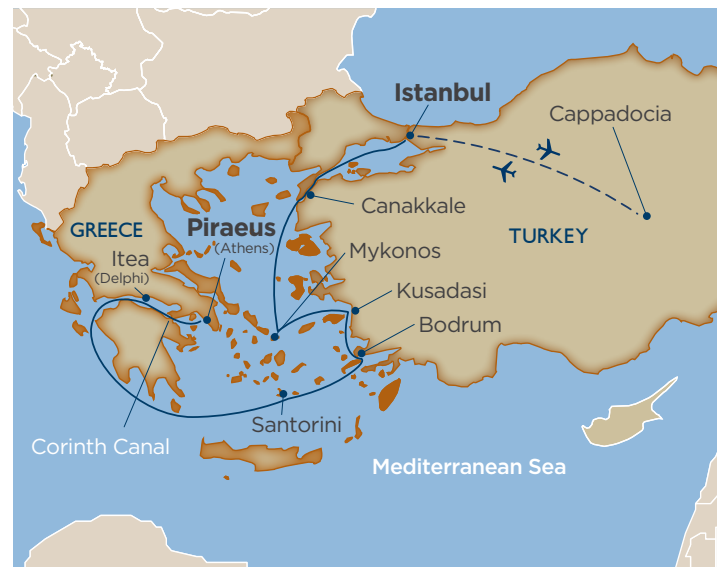 Istanbul
Cappadocia
Canakkale
GREECE
Piraeus
(Athens)
TURKEY
Itea
(Delphi)
Mykonos
Kusadasi
Bodrum
Santorini
Corinth Canal
Mediterranean Sea